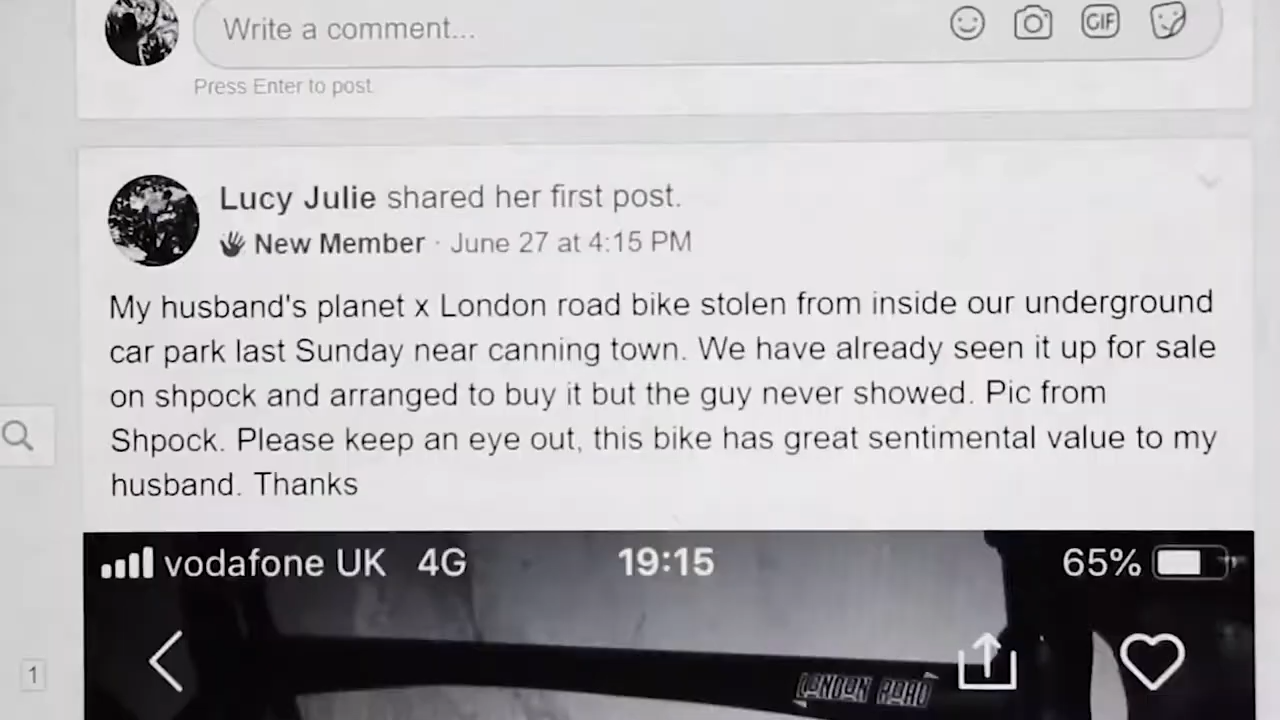 Write a comment...
GIF
Press Enter to post
Lucy Julie shared her first post.
New Member · June 27 at 4:15 PM
My husband's planet x London road bike stolen from inside our underground
car park last Sunday near canning town. We have already seen it up for sale
on shpock and arranged to buy it but the guy never showed. Pic from
Shpock. Please keep an eye out, this bike has great sentimental value to my
husband. Thanks
vodafone UK 4G 19:15 65%
LONDON ROAD
1